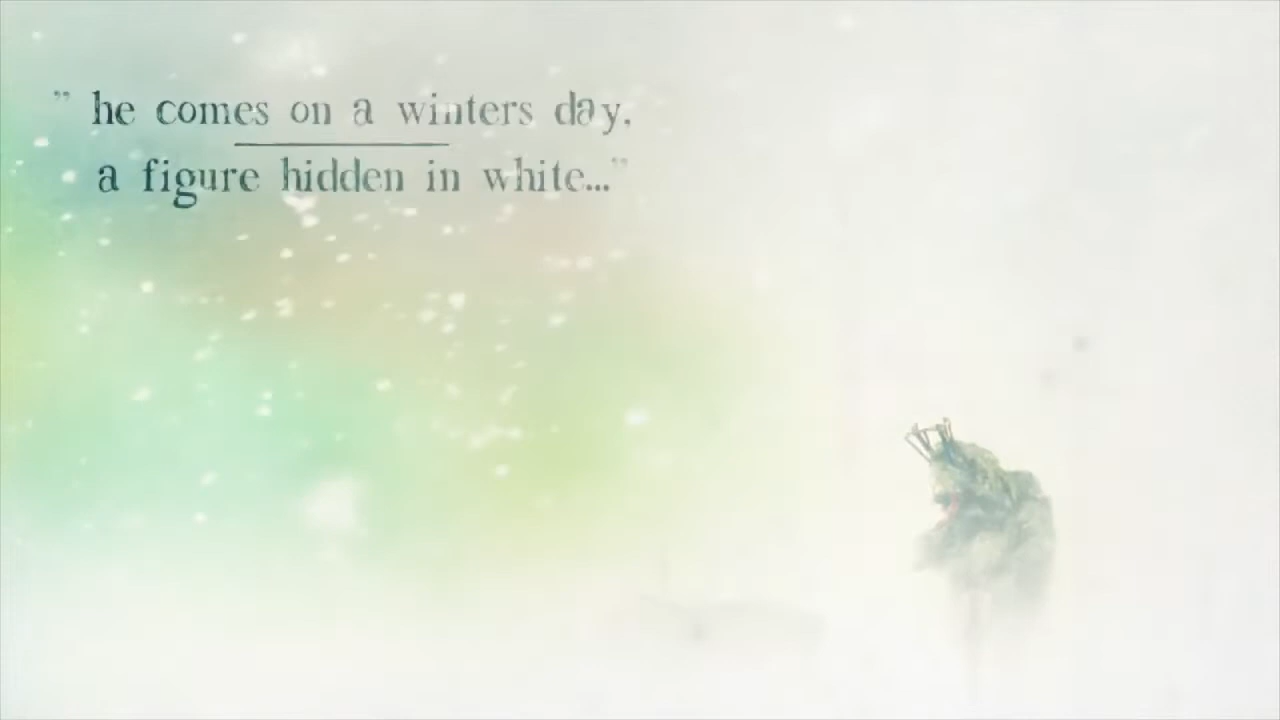 ” he comes on a winters day,
a figure hidden in white...”